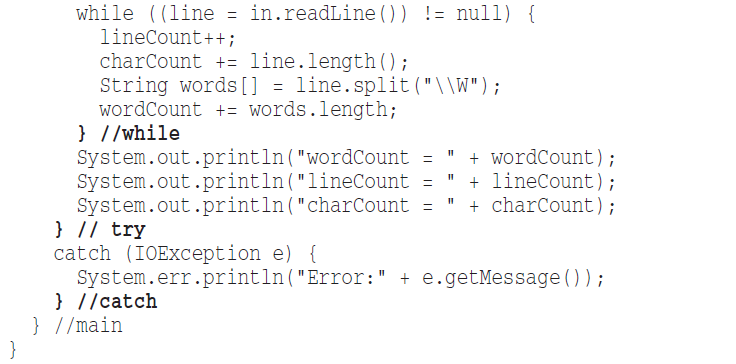 while ((line = in.readLine()) != null) {
lineCount++;
charCount += line.length();
String words[] = line.split("\\W");
wordCount += words.length;
} //while
System.out.println("wordCount = " + wordCount);
System.out.println("lineCount = " + lineCount);
System.out.println("charCount = " + charCount);
} // try
catch (IOException e) {
System.err.println("Error:" + e.getMessage());
} //catch
} //main
}